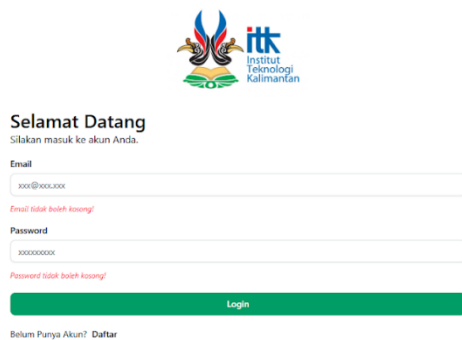 itk
Institut
Teknologi
Kalimantan
Selamat Datang
Silakan masuk ke akun Anda.
Email
xxx@xxx.xxx
Email tidak boleh kosong!
Password
xxxxxxxxx
Password tidak boleh kosong!
Login
Belum Punya Akun? Daftar